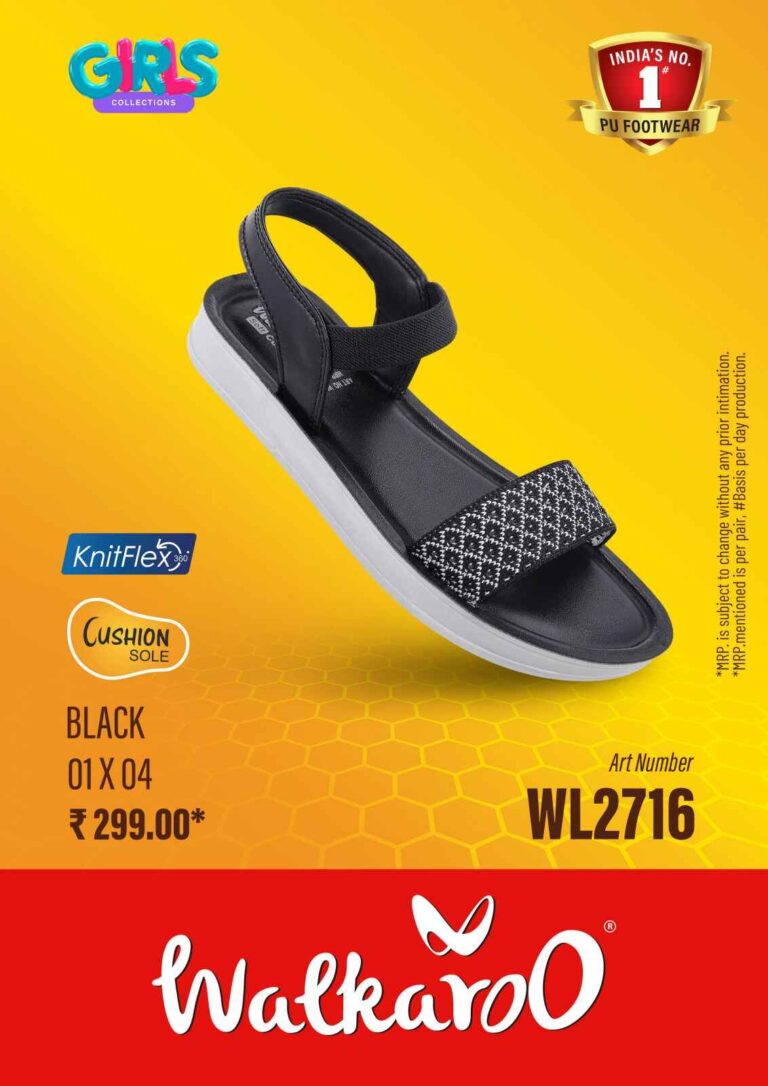 GIRLS
COLLECTIONS
INDIA'S NO.
1#
PU FOOTWEAR
*MRP. is subject to change without any prior intimation.
*MRP.mentioned is per pair, #Basis per day production.
KnitFlex 360°
CUSHION
SOLE
BLACK
01 X 04
₹ 299.00*
Art Number
WL2716
Walkaroo®